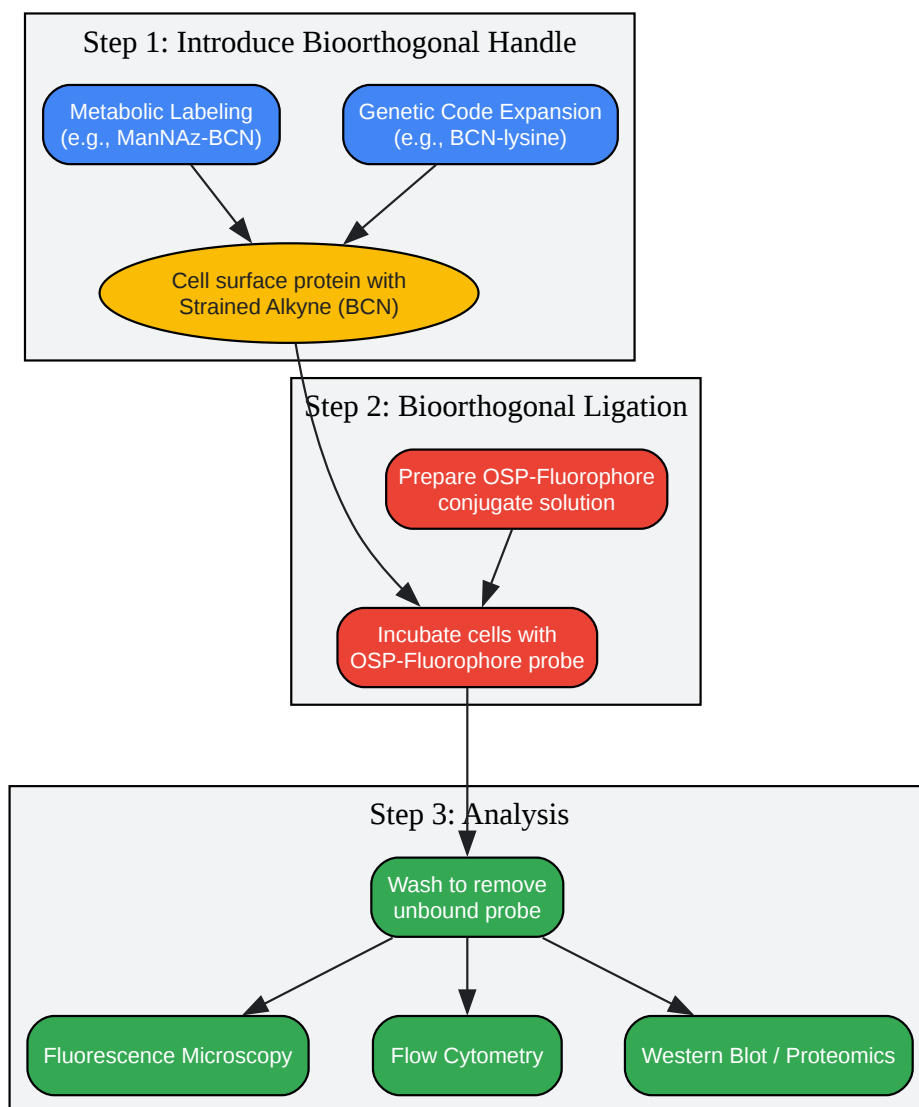 Step 1: Introduce Bioorthogonal Handle
Metabolic Labeling
(e.g., ManNAz-BCN)
Genetic Code Expansion
(e.g., BCN-lysine)
Cell surface protein with
Strained Alkyne (BCN)
Step 2: Bioorthogonal Ligation
Prepare OSP-Fluorophore
conjugate solution
Incubate cells with
OSP-Fluorophore probe
Step 3: Analysis
Wash to remove
unbound probe
Fluorescence Microscopy
Flow Cytometry
Western Blot / Proteomics